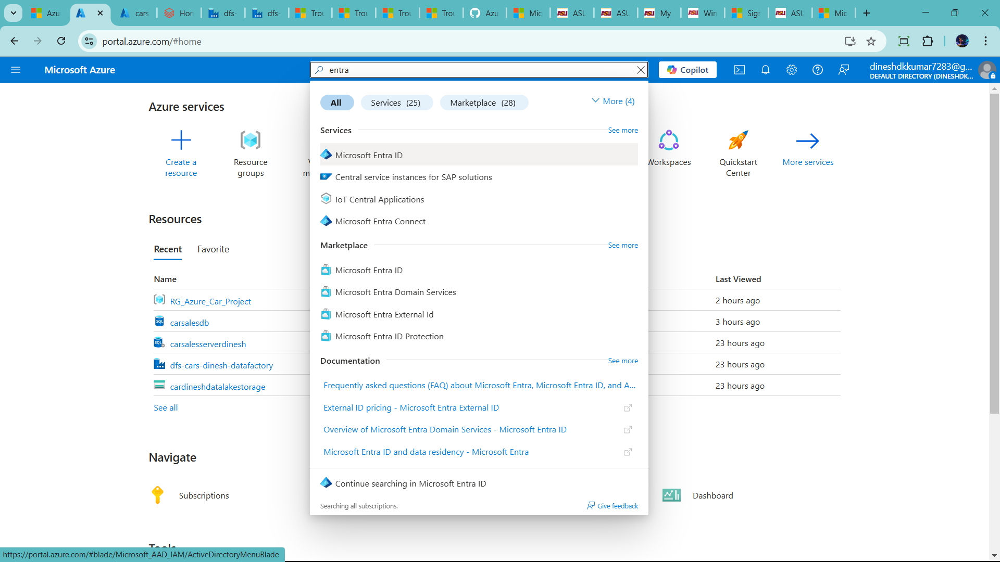 Azu
cars
Hon
dfs-
dfs-
Trou
Trou
Trou
Trou
Azu
Mic
ASU
ASU
My
Win
Sign
ASU
Mic
portal.azure.com/#home
Microsoft Azure
entra
Copilot
dineshdkkumar7283@g...
DEFAULT DIRECTORY (DINESHDK...
All
Services (25)
Marketplace (28)
More (4)
Azure services
Create a
resource
Resource
groups
Workspaces
Quickstart
Center
More services
Services
See more
Microsoft Entra ID
Central service instances for SAP solutions
IoT Central Applications
Microsoft Entra Connect
Marketplace
See more
Microsoft Entra ID
Microsoft Entra Domain Services
Microsoft Entra External Id
Microsoft Entra ID Protection
Documentation
See more
Frequently asked questions (FAQ) about Microsoft Entra, Microsoft Entra ID, and A...
External ID pricing - Microsoft Entra External ID
Overview of Microsoft Entra Domain Services - Microsoft Entra ID
Microsoft Entra ID and data residency - Microsoft Entra
Continue searching in Microsoft Entra ID
Searching all subscriptions.
Give feedback
Resources
Recent
Favorite
Name
Last Viewed
RG_Azure_Car_Project
2 hours ago
carsalesdb
3 hours ago
carsalesserverdinesh
23 hours ago
dfs-cars-dinesh-datafactory
23 hours ago
cardineshdatalakestorage
23 hours ago
See all
Navigate
Subscriptions
Dashboard
Tools
https://portal.azure.com/#blade/Microsoft_AAD_IAM/ActiveDirectoryMenuBlade